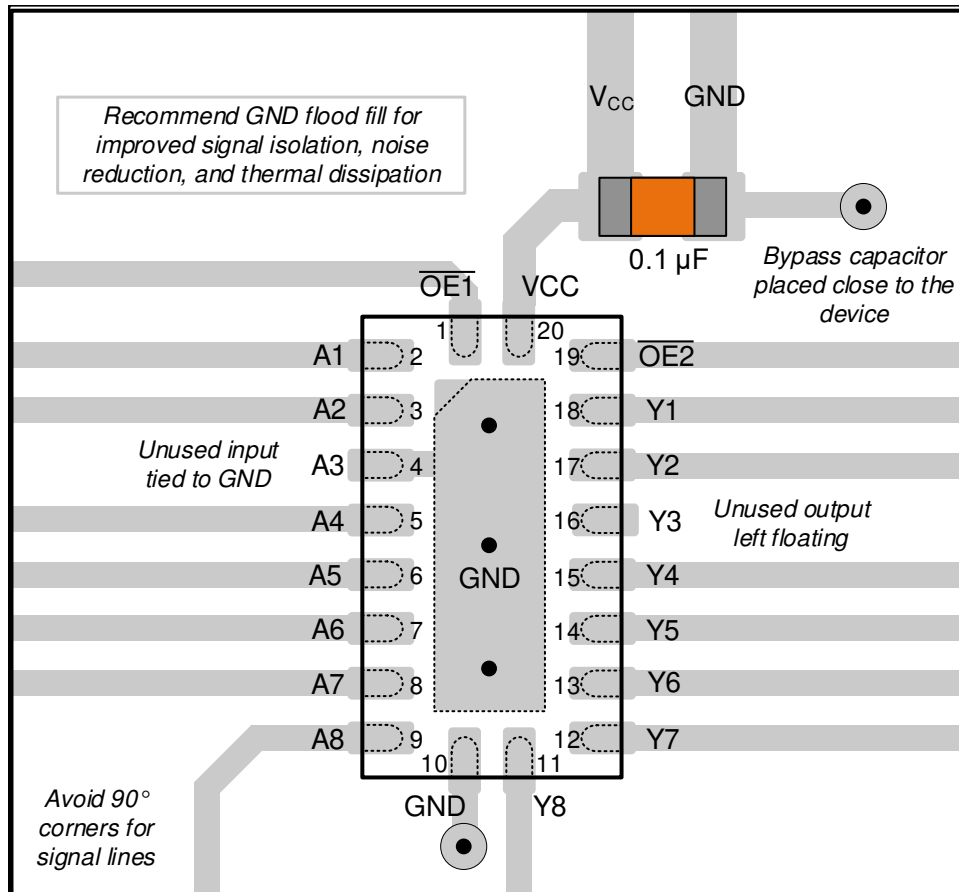 Recommend GND flood fill for
improved signal isolation, noise
reduction, and thermal dissipation
V_CC GND
0.1 µF
Bypass capacitor
placed close to the
device
O̅E̅1̅ VCC
1 20
A1 2 19 O̅E̅2̅
A2 3 18 Y1
Unused input
tied to GND
A3 4 17 Y2
A4 5 16 Y3
Unused output
left floating
A5 6 GND 15 Y4
A6 7 14 Y5
A7 8 13 Y6
A8 9 12 Y7
10 11
GND Y8
Avoid 90°
corners for
signal lines